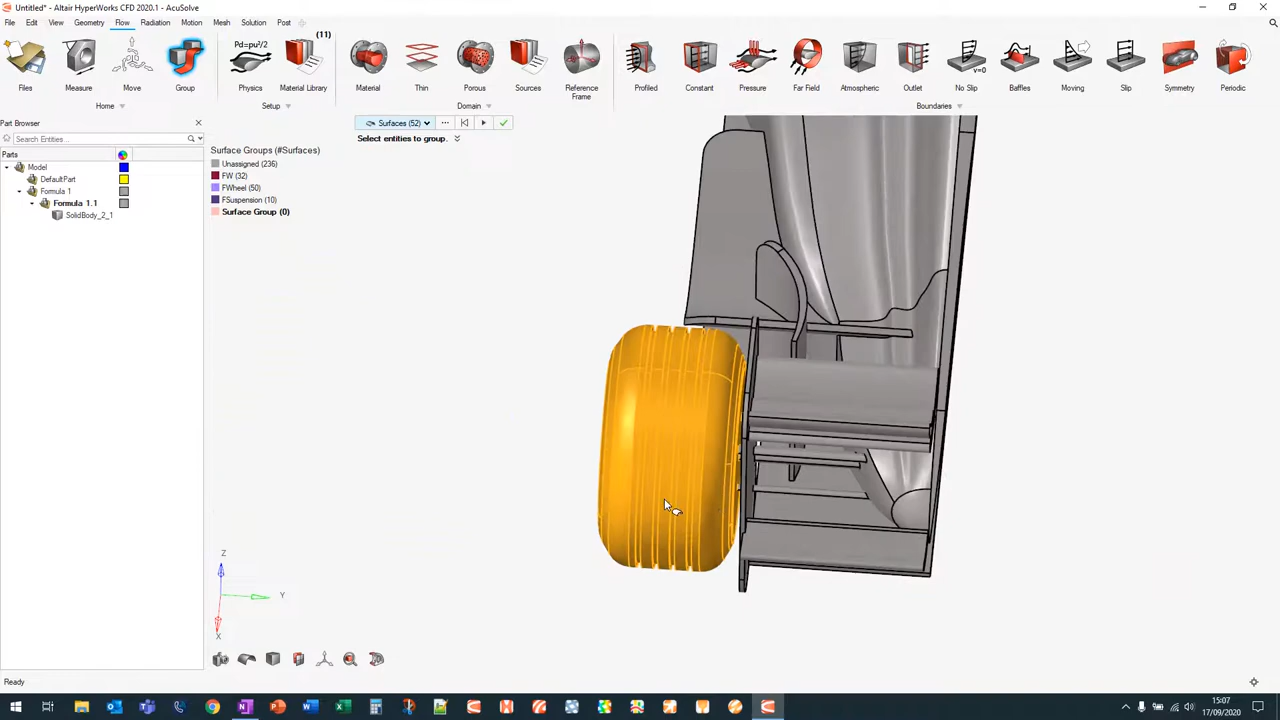 Untitled* - Altair HyperWorks CFD 2020.1 - AcuSolve
File Edit View Geometry Flow Radiation Motion Mesh Solution Post
Pd=pu²/2 (11) v=0
Files Measure Move Group Physics Material Library Material Thin Porous Sources Reference Frame Profiled Constant Pressure Far Field Atmospheric Outlet No Slip Baffles Moving Slip Symmetry Periodic
Home Setup Domain Boundaries
Part Browser
Surfaces (52)
Search Entities...
Select entities to group.
Parts
Model
DefaultPart
Formula 1
Formula 1.1
SolidBody_2_1
Surface Groups (#Surfaces)
Unassigned (236)
FW (32)
FWheel (50)
FSuspension (10)
Surface Group (0)
Z
Y
X
Ready
15:07
17/09/2020